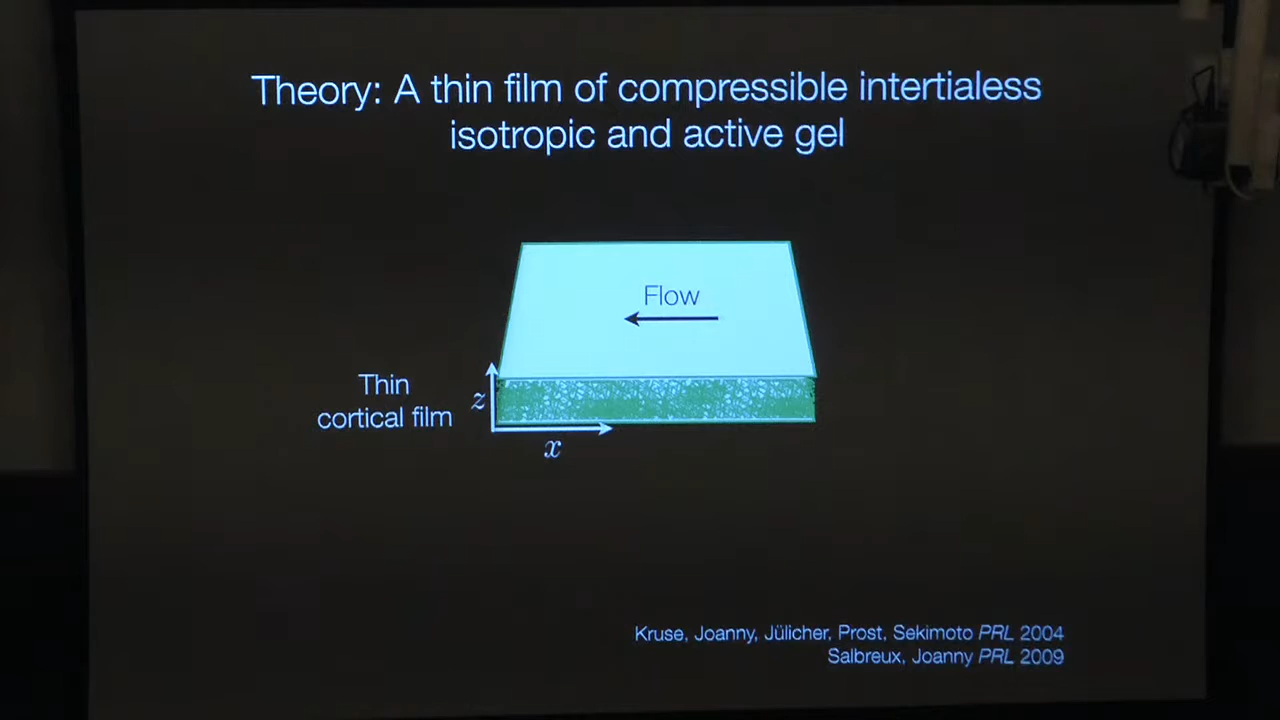 Theory: A thin film of compressible intertialess
isotropic and active gel
Flow
Thin
cortical film
z
x
Kruse, Joanny, Jülicher, Prost, Sekimoto PRL 2004
Salbreux, Joanny PRL 2009